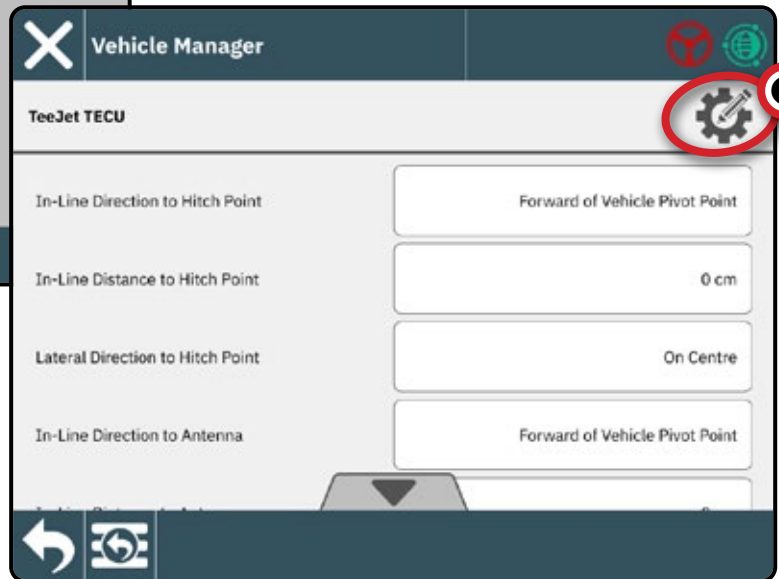 Vehicle Manager
TeeJet TECU
In-Line Direction to Hitch Point
Forward of Vehicle Pivot Point
In-Line Distance to Hitch Point
0 cm
Lateral Direction to Hitch Point
On Centre
In-Line Direction to Antenna
Forward of Vehicle Pivot Point